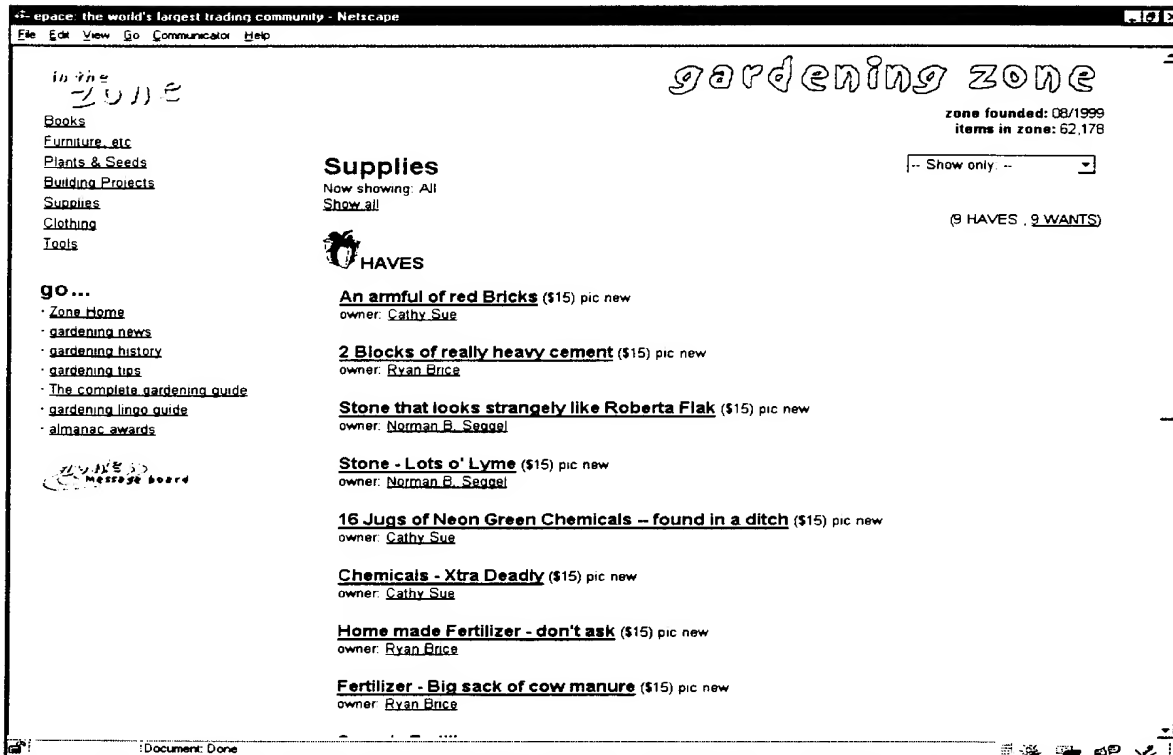 epace: the world's largest trading community - Netscape
File Edit View Go Communicator Help
in the
zone
Books
Furniture, etc
Plants & Seeds
Building Projects
Supplies
Clothing
Tools
go...
· Zone Home
· gardening news
· gardening history
· gardening tips
· The complete gardening guide
· gardening lingo guide
· almanac awards
message board
gardening zone
zone founded: 08/1999
items in zone: 62,178
Supplies
Now showing: All
Show all
-- Show only: --
(9 HAVES , 9 WANTS)
HAVES
An armful of red Bricks ($15) pic new
owner: Cathy Sue
2 Blocks of really heavy cement ($15) pic new
owner: Ryan Brice
Stone that looks strangely like Roberta Flak ($15) pic new
owner: Norman B. Seggel
Stone - Lots o' Lyme ($15) pic new
owner: Norman B. Seggel
16 Jugs of Neon Green Chemicals -- found in a ditch ($15) pic new
owner: Cathy Sue
Chemicals - Xtra Deadly ($15) pic new
owner: Cathy Sue
Home made Fertilizer - don't ask ($15) pic new
owner: Ryan Brice
Fertilizer - Big sack of cow manure ($15) pic new
owner: Ryan Brice
Document: Done